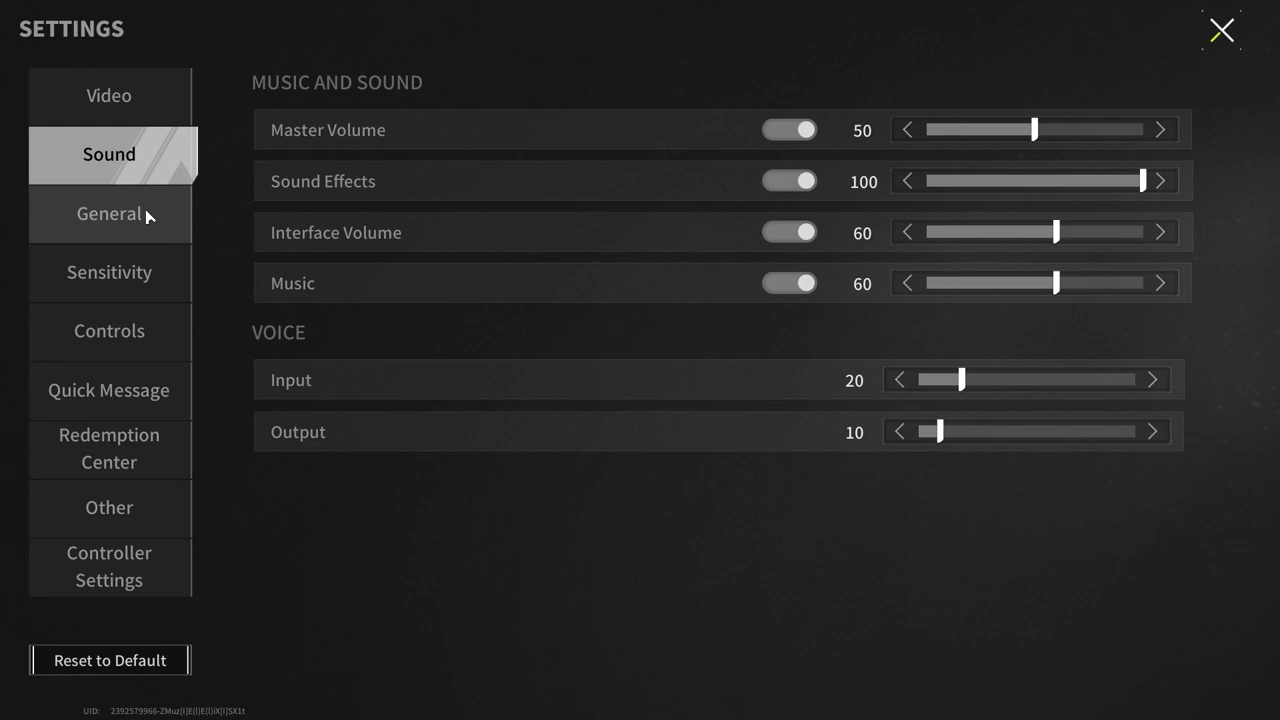 SETTINGS
Video
Sound
General
Sensitivity
Controls
Quick Message
Redemption
Center
Other
Controller
Settings
Reset to Default
MUSIC AND SOUND
Master Volume 50
Sound Effects 100
Interface Volume 60
Music 60
VOICE
Input 20
Output 10
UID: